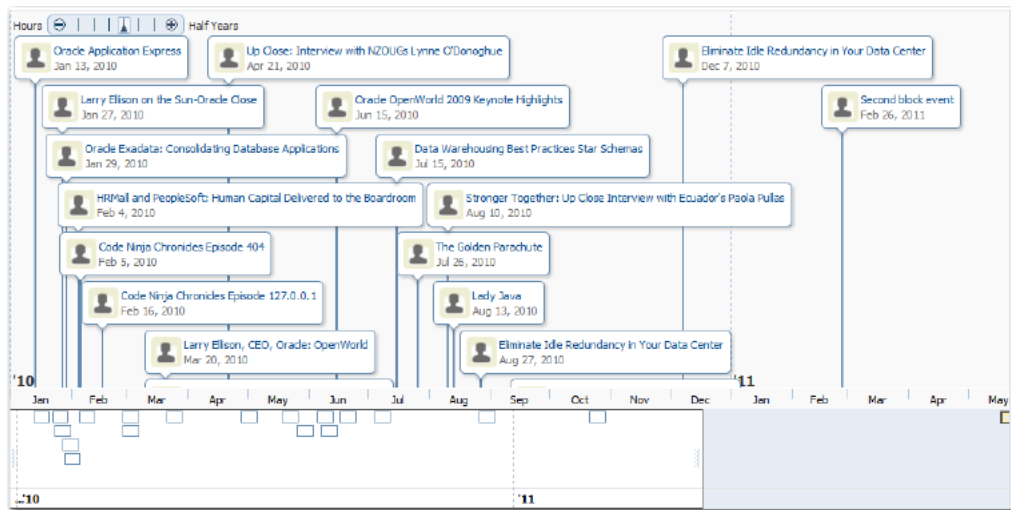 Hours
Half Years
Oracle Application Express
Jan 13, 2010
Up Close: Interview with NZOUGs Lynne O'Donoghue
Apr 21, 2010
Eliminate Idle Redundancy in Your Data Center
Dec 7, 2010
Larry Ellison on the Sun-Oracle Close
Jan 27, 2010
Oracle OpenWorld 2009 Keynote Highlights
Jun 15, 2010
Second block event
Feb 26, 2011
Oracle Exadata: Consolidating Database Applications
Jan 29, 2010
Data Warehousing Best Practices Star Schemas
Jul 15, 2010
HRMall and PeopleSoft: Human Capital Delivered to the Boardroom
Feb 4, 2010
Stronger Together: Up Close Interview with Ecuador's Paola Pullas
Aug 10, 2010
Code Ninja Chronicles Episode 404
Feb 5, 2010
The Golden Parachute
Jul 26, 2010
Code Ninja Chronicles Episode 127.0.0.1
Feb 16, 2010
Lady Java
Aug 13, 2010
Larry Ellison, CEO, Oracle: OpenWorld
Mar 20, 2010
Eliminate Idle Redundancy in Your Data Center
Aug 27, 2010
'10
'11
Jan Feb Mar Apr May Jun Jul Aug Sep Oct Nov Dec Jan Feb Mar Apr May
...'10
'11